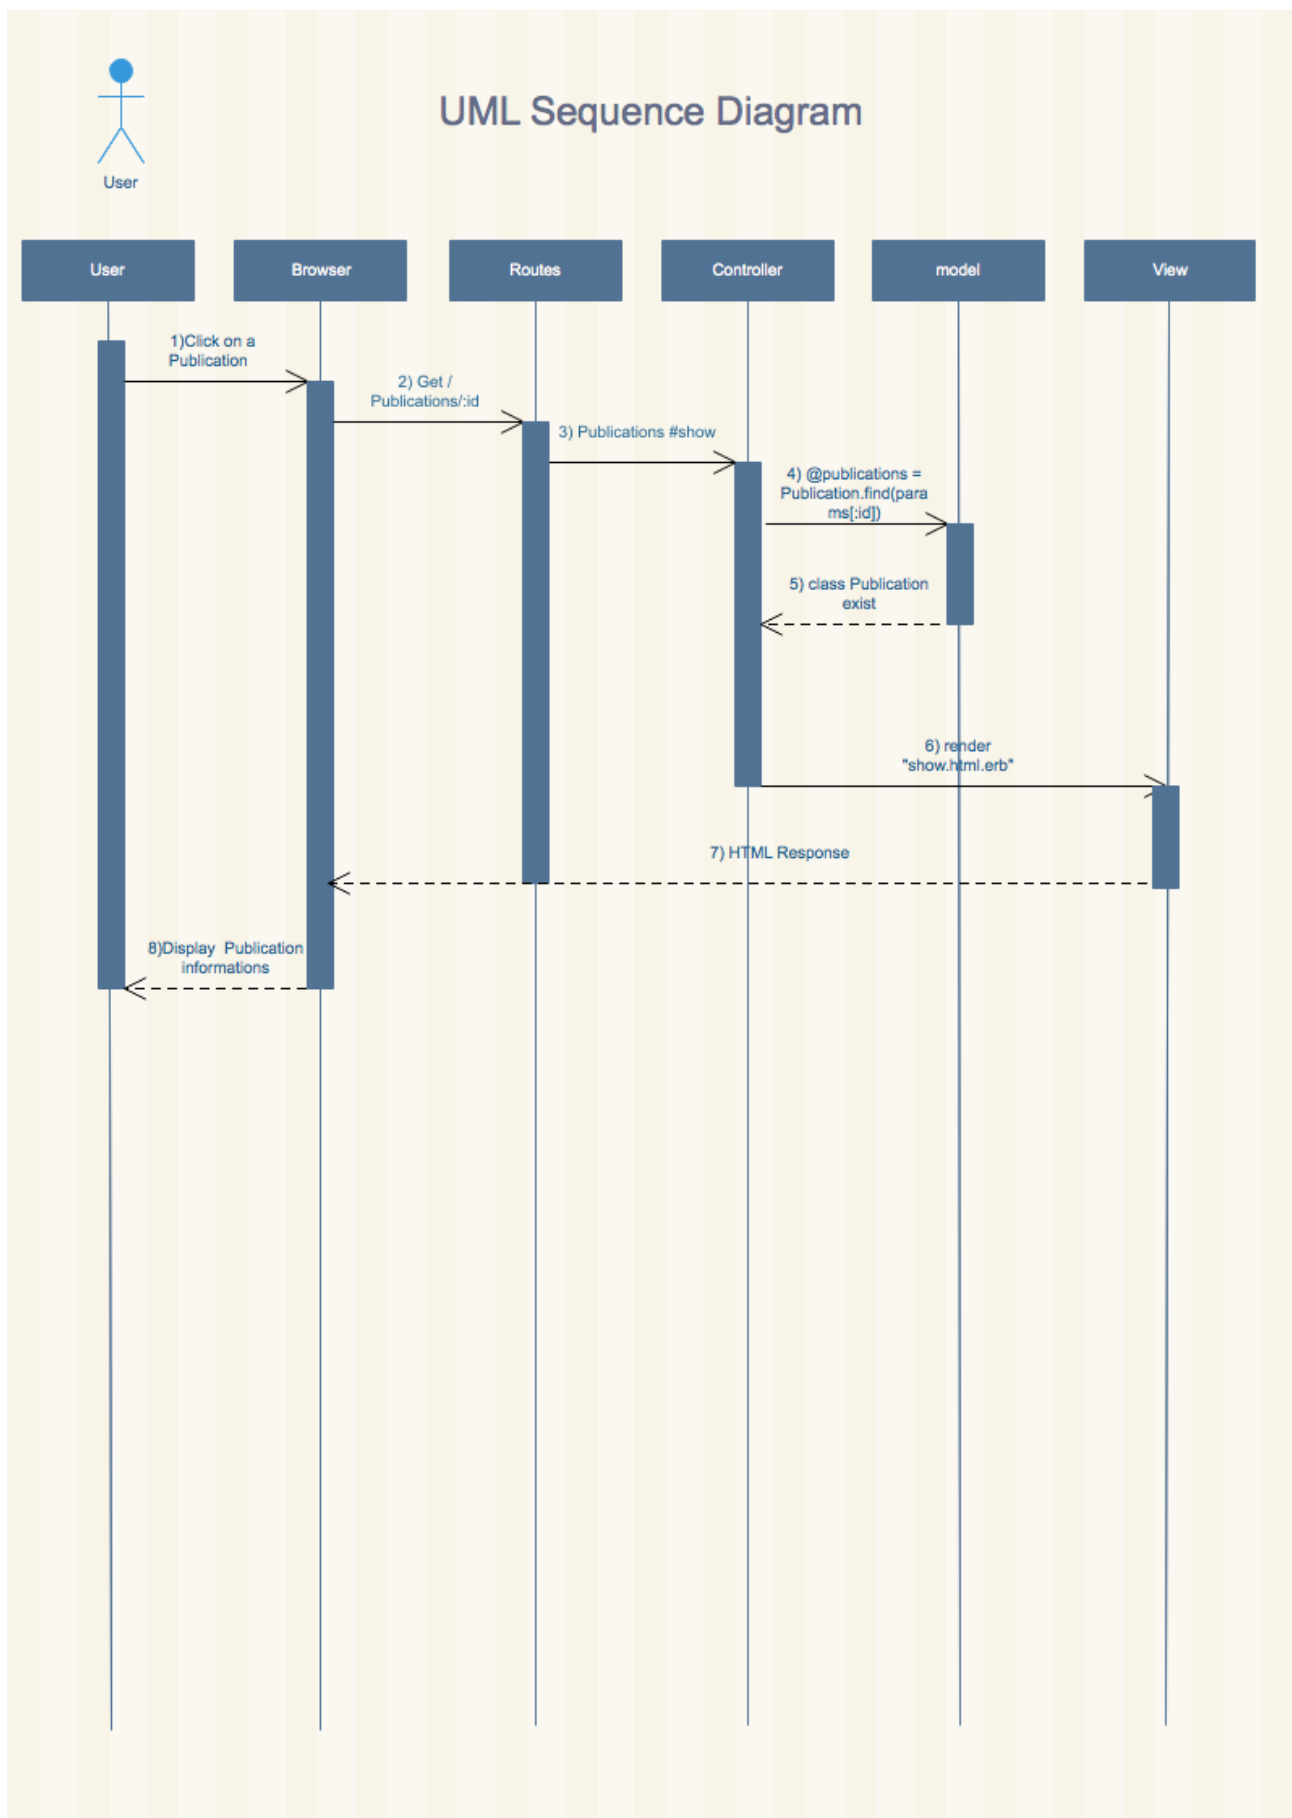 UML Sequence Diagram
User
User
Browser
Routes
Controller
model
View
1)Click on a
Publication
2) Get /
Publications/:id
3) Publications #show
4) @publications =
Publication.find(para
ms[:id])
5) class Publication
exist
6) render
"show.html.erb"
7) HTML Response
8)Display  Publication
informations